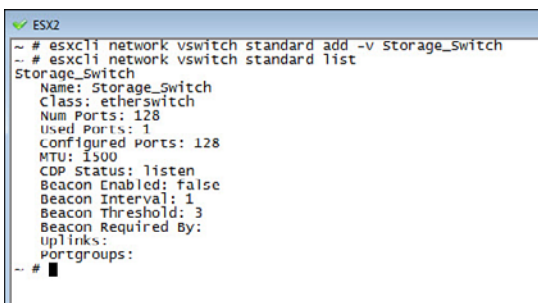 ESX2
~ # esxcli network vswitch standard add -v Storage_Switch
~ # esxcli network vswitch standard list
Storage_Switch
Name: Storage_Switch
Class: etherswitch
Num Ports: 128
Used Ports: 1
Configured Ports: 128
MTU: 1500
CDP Status: listen
Beacon Enabled: false
Beacon Interval: 1
Beacon Threshold: 3
Beacon Required By:
Uplinks:
Portgroups:
~ #